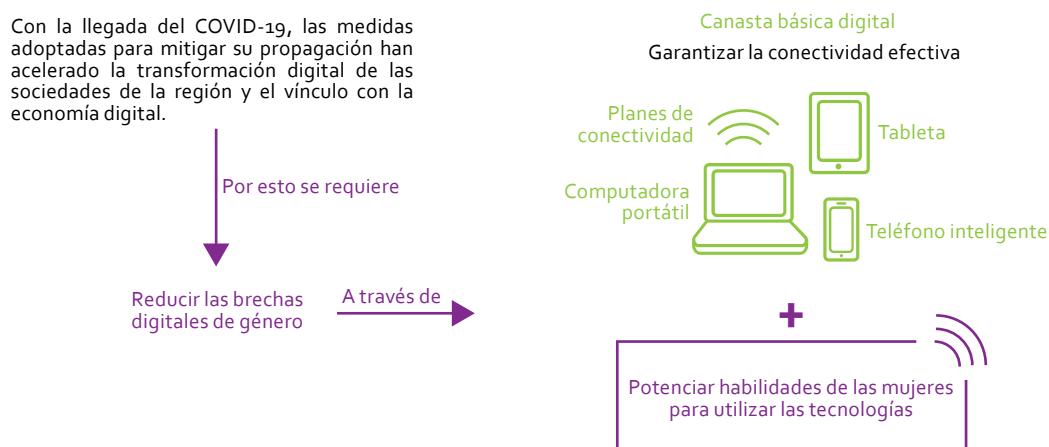 Con la llegada del COVID-19, las medidas
adoptadas para mitigar su propagación han
acelerado la transformación digital de las
sociedades de la región y el vínculo con la
economía digital.
Por esto se requiere
Reducir las brechas
digitales de género
A través de
Canasta básica digital
Garantizar la conectividad efectiva
Planes de
conectividad
Tableta
Computadora
portátil
Teléfono inteligente
+
Potenciar habilidades de las mujeres
para utilizar las tecnologías